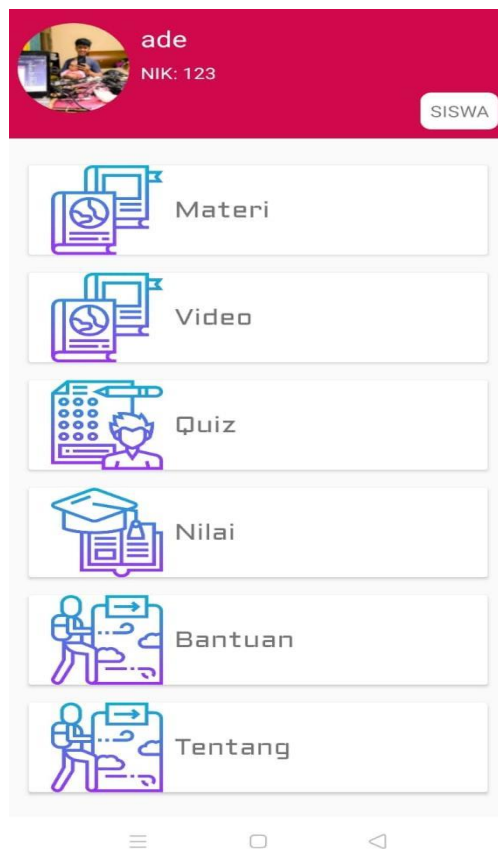 ade
NIK: 123
SISWA
Materi
Video
Quiz
Nilai
Bantuan
Tentang